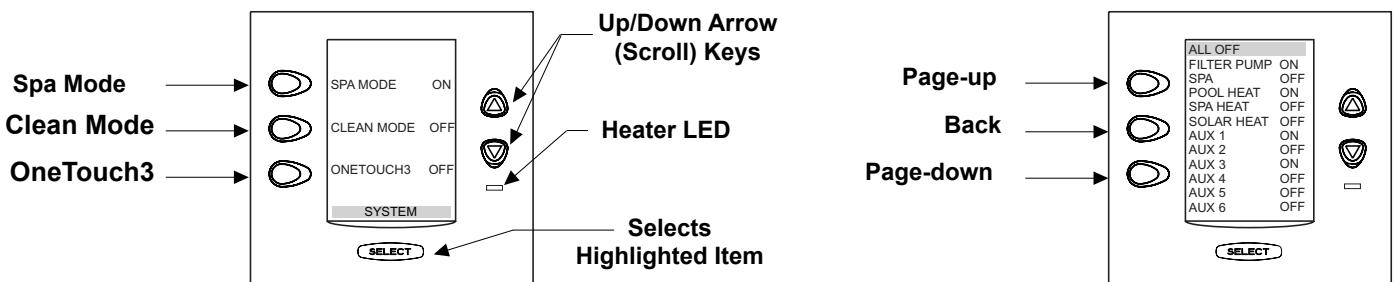 Spa Mode
Clean Mode
OneTouch3
SPA MODE ON
CLEAN MODE OFF
ONETOUCH3 OFF
SYSTEM
SELECT
Up/Down Arrow
(Scroll) Keys
Heater LED
Selects
Highlighted Item
Page-up
Back
Page-down
ALL OFF
FILTER PUMP ON
SPA OFF
POOL HEAT ON
SPA HEAT OFF
SOLAR HEAT OFF
AUX 1 ON
AUX 2 OFF
AUX 3 ON
AUX 4 OFF
AUX 5 OFF
AUX 6 OFF
SELECT